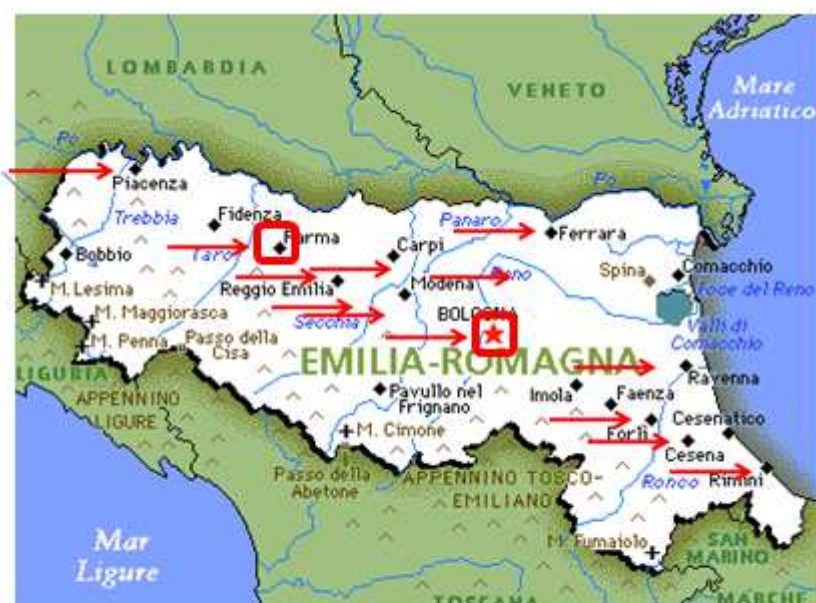 LOMBARDIA
VENETO
Mare
Adriatico
Po
Piacenza
Po
Trebbia
Fidenza
Panaro
Parma
Taro
Ferrara
Bobbio
Carpi
Spina
Comacchio
M. Lesima
Reggio Emilia
Modena
Reno
Foce del Reno
M. Maggiorasca
Secchia
BOLOGNA
Valli di
Comacchio
M. Penna
Passo della
Cisa
EMILIA-ROMAGNA
LIGURIA
Ravenna
APPENNINO
LIGURE
Pavullo nel
Frignano
Imola
Faenza
Cesenatico
M. Cimone
Forlì
Cesena
Passo della
Abetone
APPENNINO TOSCO-
EMILIANO
Ronco
Rimini
Mar
Ligure
M. Fumaiolo
SAN
MARINO
TOSCANA
MARCHE